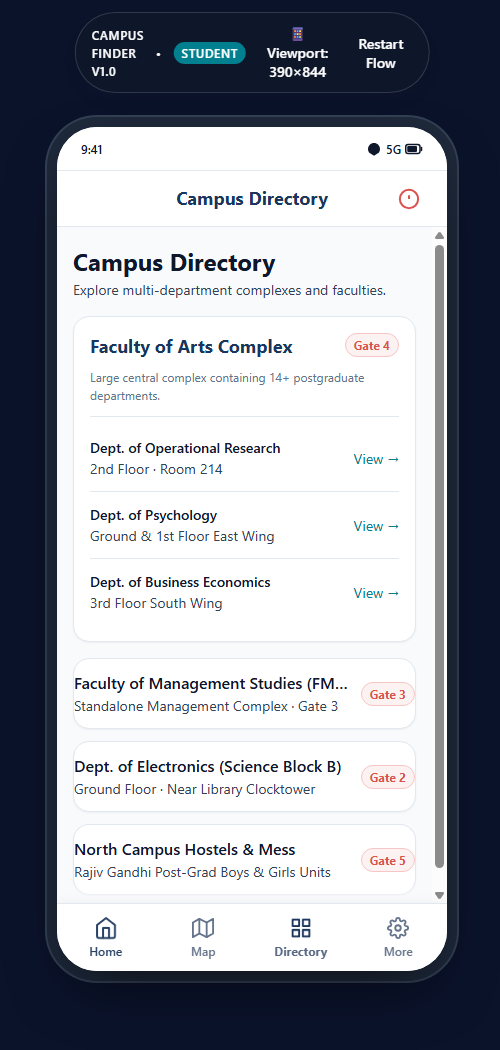 CAMPUS
FINDER
V1.0
•
STUDENT
Viewport:
390×844
Restart
Flow
9:41
5G
Campus Directory
Campus Directory
Explore multi-department complexes and faculties.
Faculty of Arts Complex
Gate 4
Large central complex containing 14+ postgraduate
departments.
Dept. of Operational Research
2nd Floor · Room 214
View →
Dept. of Psychology
Ground & 1st Floor East Wing
View →
Dept. of Business Economics
3rd Floor South Wing
View →
Faculty of Management Studies (FM...
Standalone Management Complex · Gate 3
Gate 3
Dept. of Electronics (Science Block B)
Ground Floor · Near Library Clocktower
Gate 2
North Campus Hostels & Mess
Rajiv Gandhi Post-Grad Boys & Girls Units
Gate 5
Home
Map
Directory
More